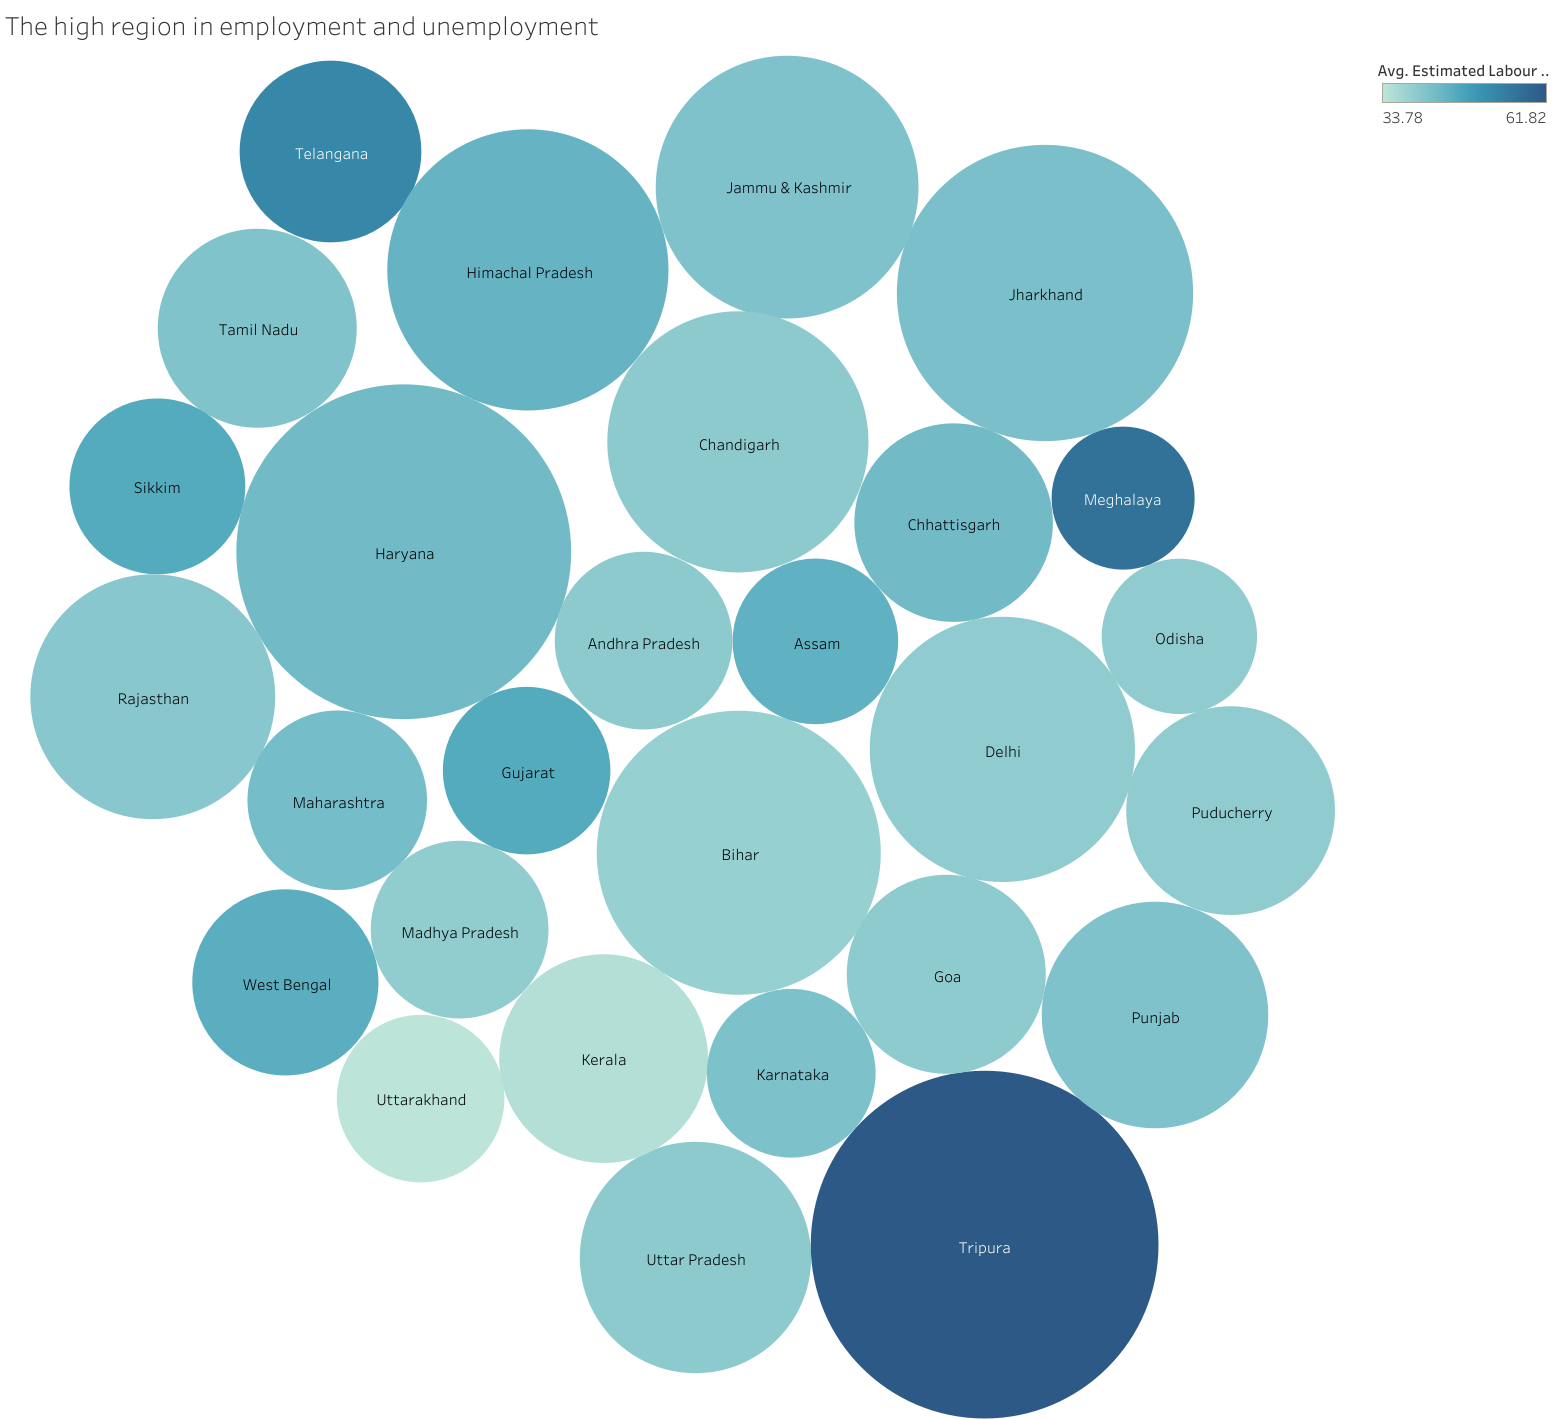 The high region in employment and unemployment
Avg. Estimated Labour ..
33.78 61.82
Telangana
Jammu & Kashmir
Himachal Pradesh
Jharkhand
Tamil Nadu
Chandigarh
Sikkim
Meghalaya
Chhattisgarh
Haryana
Odisha
Andhra Pradesh
Assam
Rajasthan
Delhi
Gujarat
Maharashtra
Puducherry
Bihar
Madhya Pradesh
Goa
West Bengal
Punjab
Kerala
Karnataka
Uttarakhand
Tripura
Uttar Pradesh